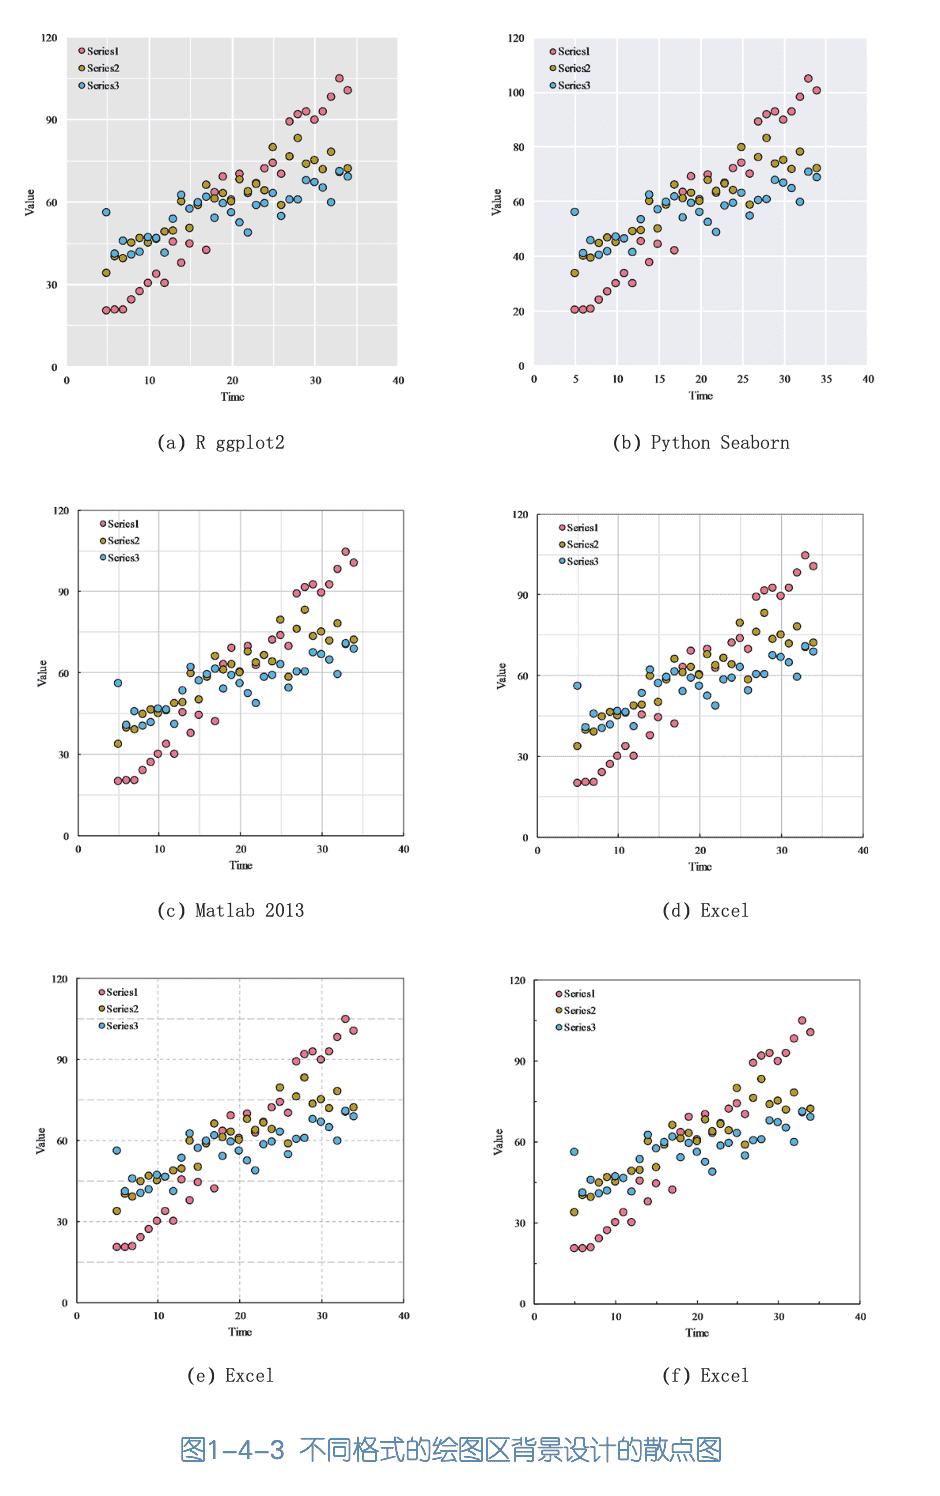 120
90
60
30
0
Value
Series1
Series2
Series3
0 10 20 30 40
Time
(a) R ggplot2
120
100
80
60
40
20
0
Value
Series1
Series2
Series3
0 5 10 15 20 25 30 35 40
Time
(b) Python Seaborn
120
90
60
30
0
Value
Series1
Series2
Series3
0 10 20 30 40
Time
(c) Matlab 2013
120
90
60
30
0
Value
Series1
Series2
Series3
0 10 20 30 40
Time
(d) Excel
120
90
60
30
0
Value
Series1
Series2
Series3
0 10 20 30 40
Time
(e) Excel
120
90
60
30
0
Value
Series1
Series2
Series3
0 10 20 30 40
Time
(f) Excel
图1-4-3 不同格式的绘图区背景设计的散点图